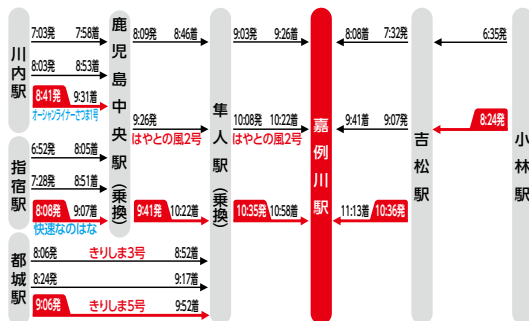 川内駅
7:03発 7:58着
8:03発 8:53着
8:41発 9:31着
オーシャンライナーさつま1号
指宿駅
6:52発 8:05着
7:28発 8:51着
8:08発 9:07着
快速なのはな
都城駅
8:06発 きりしま3号 8:52着
8:24発 9:17着
9:06発 きりしま5号 9:52着
鹿児島中央駅(乗換)
8:09発 8:46着
9:26発
はやとの風2号
9:41発 10:22着
隼人駅(乗換)
9:03発 9:26着
10:08発 10:22着
はやとの風2号
10:35発 10:58着
嘉例川駅
8:08着 7:32発
9:41着 9:07発
11:13着 10:36発
吉松駅
6:35発
8:24発
小林駅